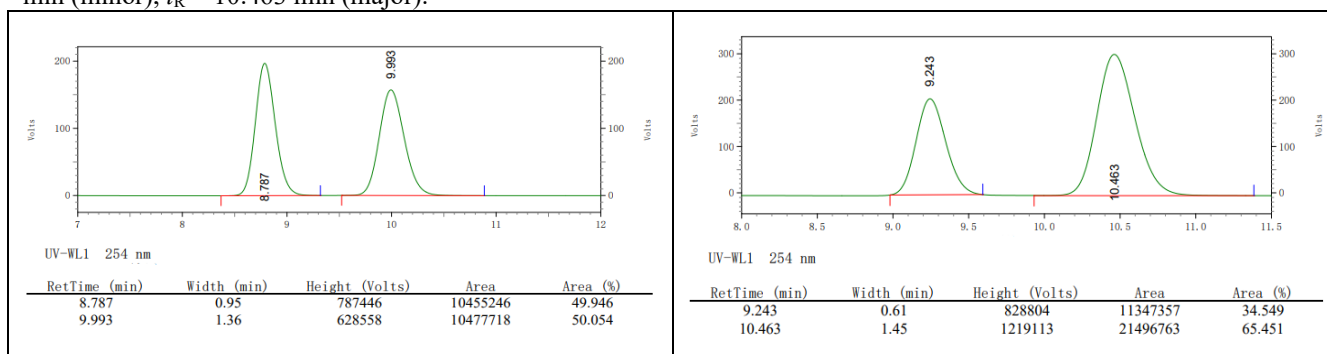 min (minor), tR = 10.463 min (major).
200
100
0
Volts
8.787
9.993
200
100
0
Volts
7 8 9 10 11 12
UV-WL1 254 nm
RetTime (min) Width (min) Height (Volts) Area Area (%)
8.787 0.95 787446 10455246 49.946
9.993 1.36 628558 10477718 50.054
300
200
100
0
Volts
9.243
10.463
300
200
100
0
Volts
8.0 8.5 9.0 9.5 10.0 10.5 11.0 11.5
UV-WL1 254 nm
RetTime (min) Width (min) Height (Volts) Area Area (%)
9.243 0.61 828804 11347357 34.549
10.463 1.45 1219113 21496763 65.451